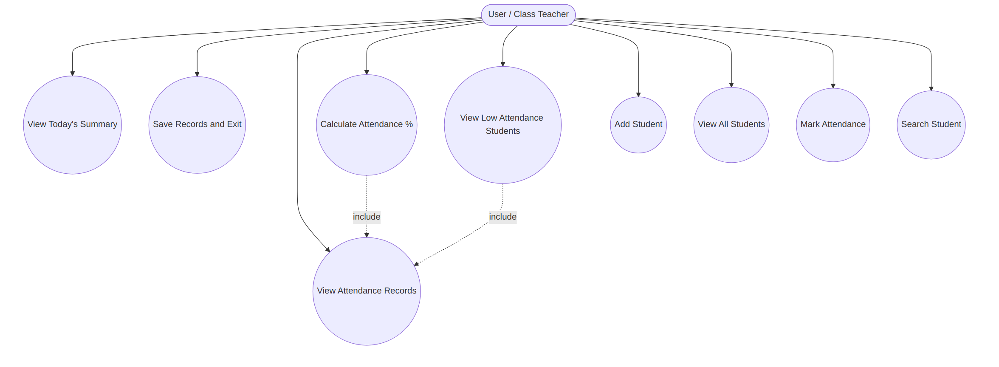 User / Class Teacher
View Today's Summary
Save Records and Exit
Calculate Attendance %
View Low Attendance
Students
Add Student
View All Students
Mark Attendance
Search Student
include
include
View Attendance Records